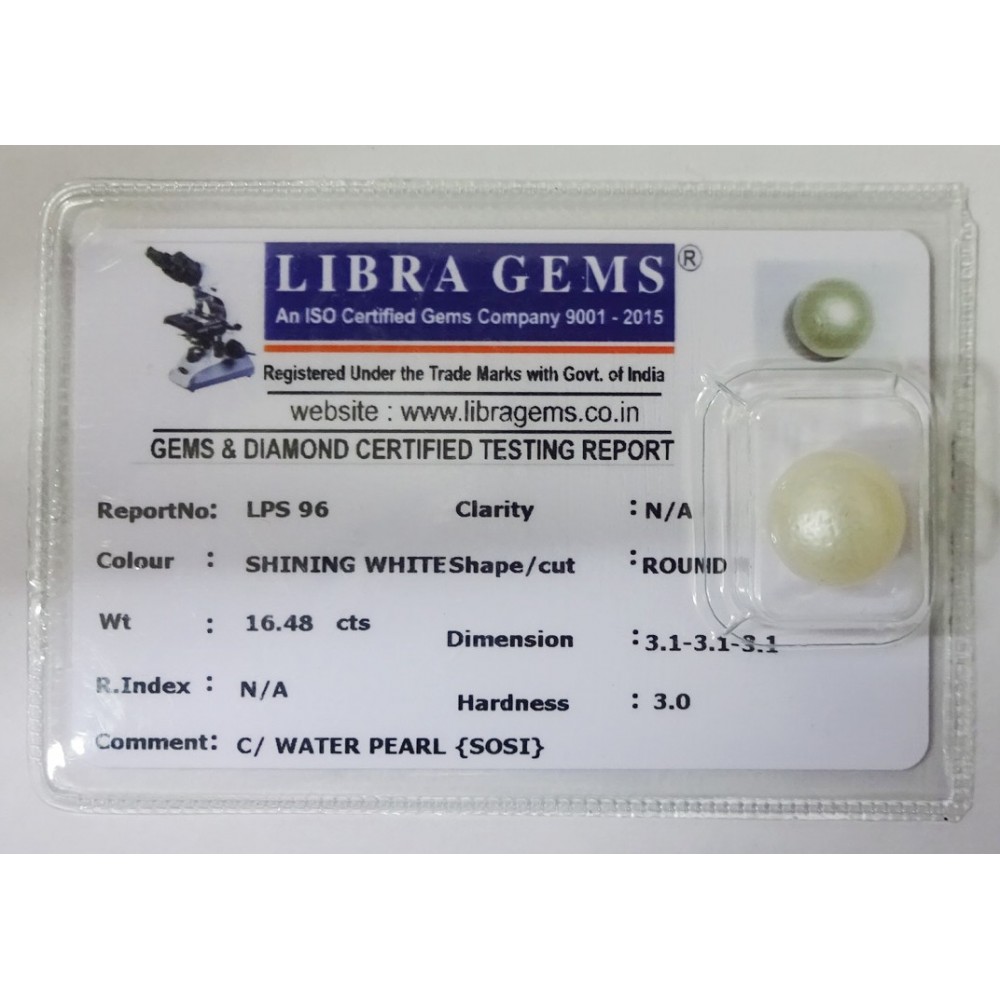 LIBRA GEMS ®
An ISO Certified Gems Company 9001 - 2015
Registered Under the Trade Marks with Govt. of India
website : www.libragems.co.in
GEMS & DIAMOND CERTIFIED TESTING REPORT
ReportNo: LPS 96 Clarity : N/A
Colour : SHINING WHITE Shape/cut : ROUND
Wt : 16.48 cts Dimension : 3.1-3.1-3.1
R.Index : N/A Hardness : 3.0
Comment: C/ WATER PEARL {SOSI}